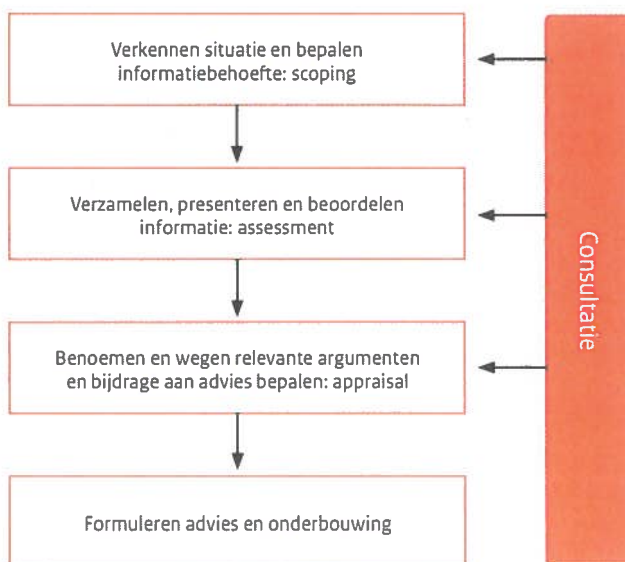 Verkennen situatie en bepalen
informatiebehoefte: scoping
Verzamelen, presenteren en beoordelen
informatie: assessment
Benoemen en wegen relevante argumenten
en bijdrage aan advies bepalen: appraisal
Formuleren advies en onderbouwing
Consultatie